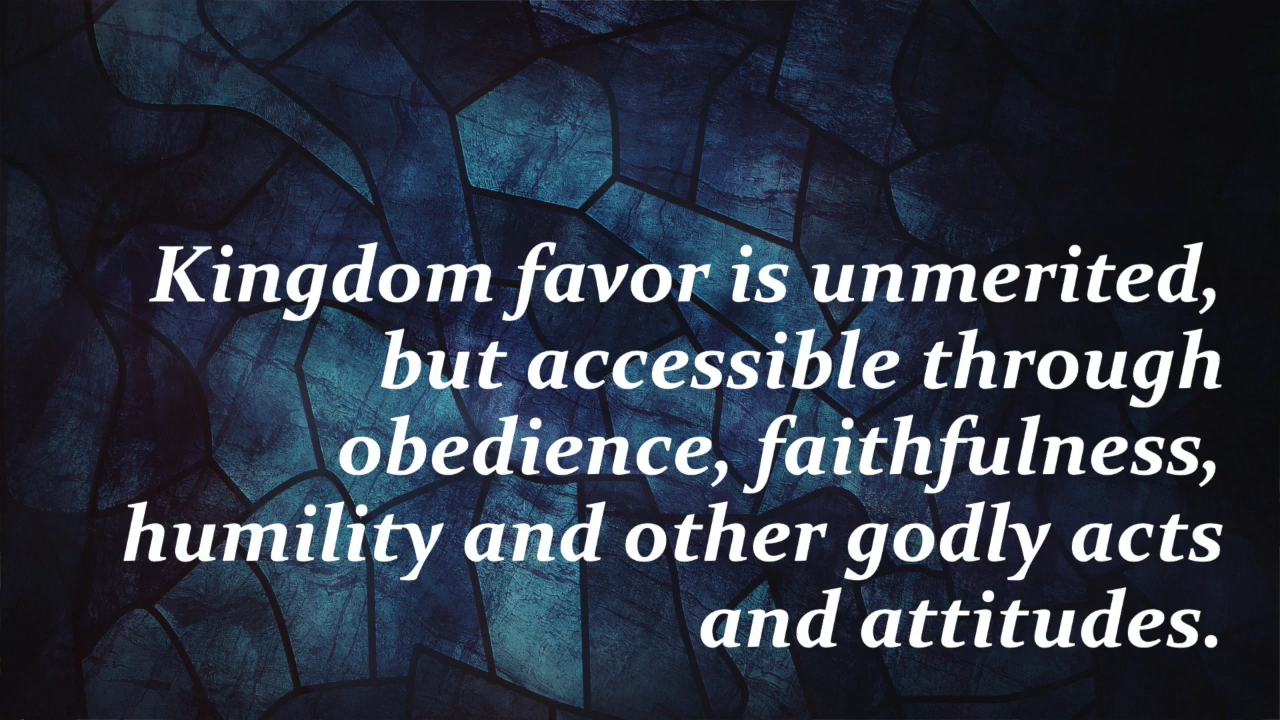 Kingdom favor is unmerited,
but accessible through
obedience, faithfulness,
humility and other godly acts
and attitudes.